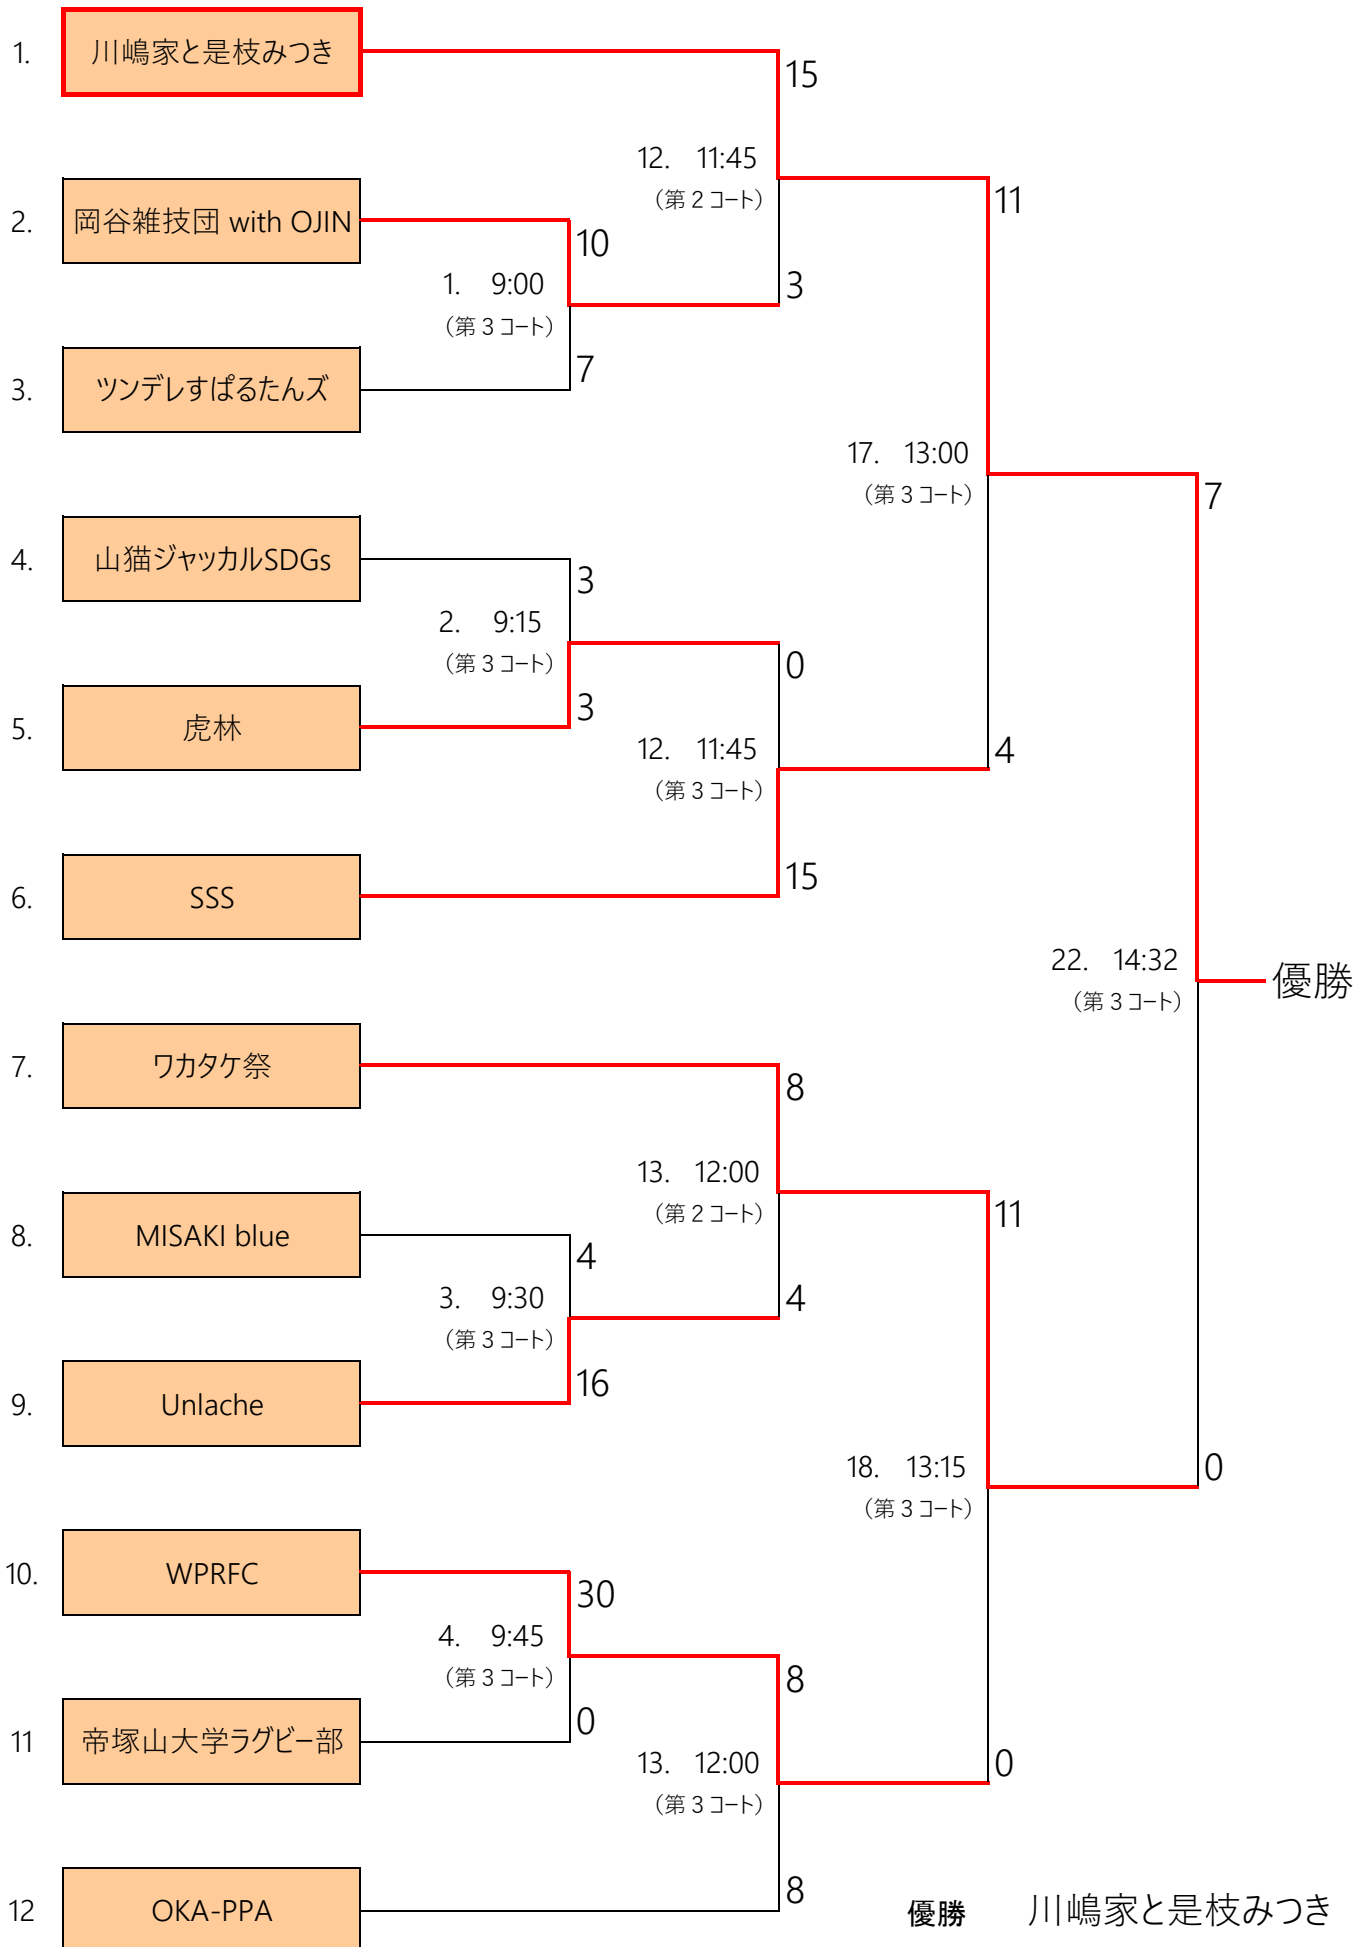 1. 川嶋家と是枝みつき
15
12. 11:45
（第２コート）
11
2. 岡谷雑技団 with OJIN
10
1. 9:00
（第３コート）
3
3. ツンデレすぱるたんズ
7
17. 13:00
（第３コート）
7
4. 山猫ジャッカルSDGs
3
2. 9:15
（第３コート）
0
5. 虎林
3
12. 11:45
（第３コート）
4
6. SSS
15
22. 14:32
（第３コート）
優勝
7. ワカタケ祭
8
13. 12:00
（第２コート）
11
8. MISAKI blue
4
3. 9:30
（第３コート）
4
9. Unlache
16
18. 13:15
（第３コート）
0
10. WPRFC
30
4. 9:45
（第３コート）
8
11 帝塚山大学ラグビー部
0
13. 12:00
（第３コート）
0
12 OKA-PPA
8
優勝 川嶋家と是枝みつき